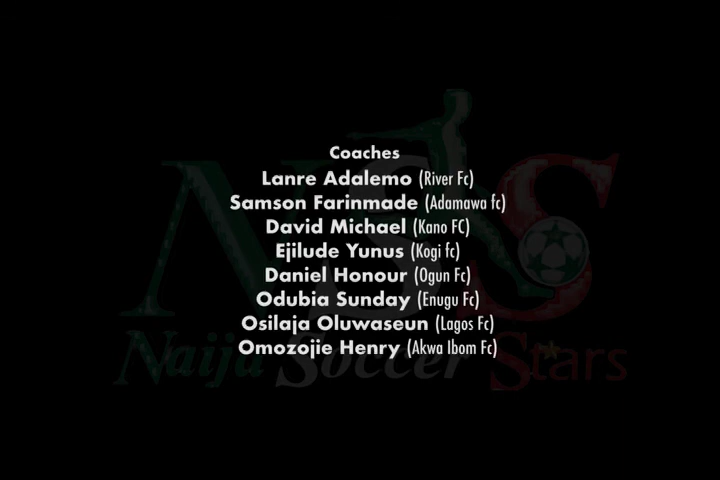 Coaches
Lanre Adalemo (River Fc)
Samson Farinmade (Adamawa fc)
David Michael (Kano FC)
Ejilude Yunus (Kogi fc)
Daniel Honour (Ogun Fc)
Odubia Sunday (Enugu Fc)
Osilaja Oluwaseun (Lagos Fc)
Omozojie Henry (Akwa Ibom Fc)
NSS
Naija Soccer Stars